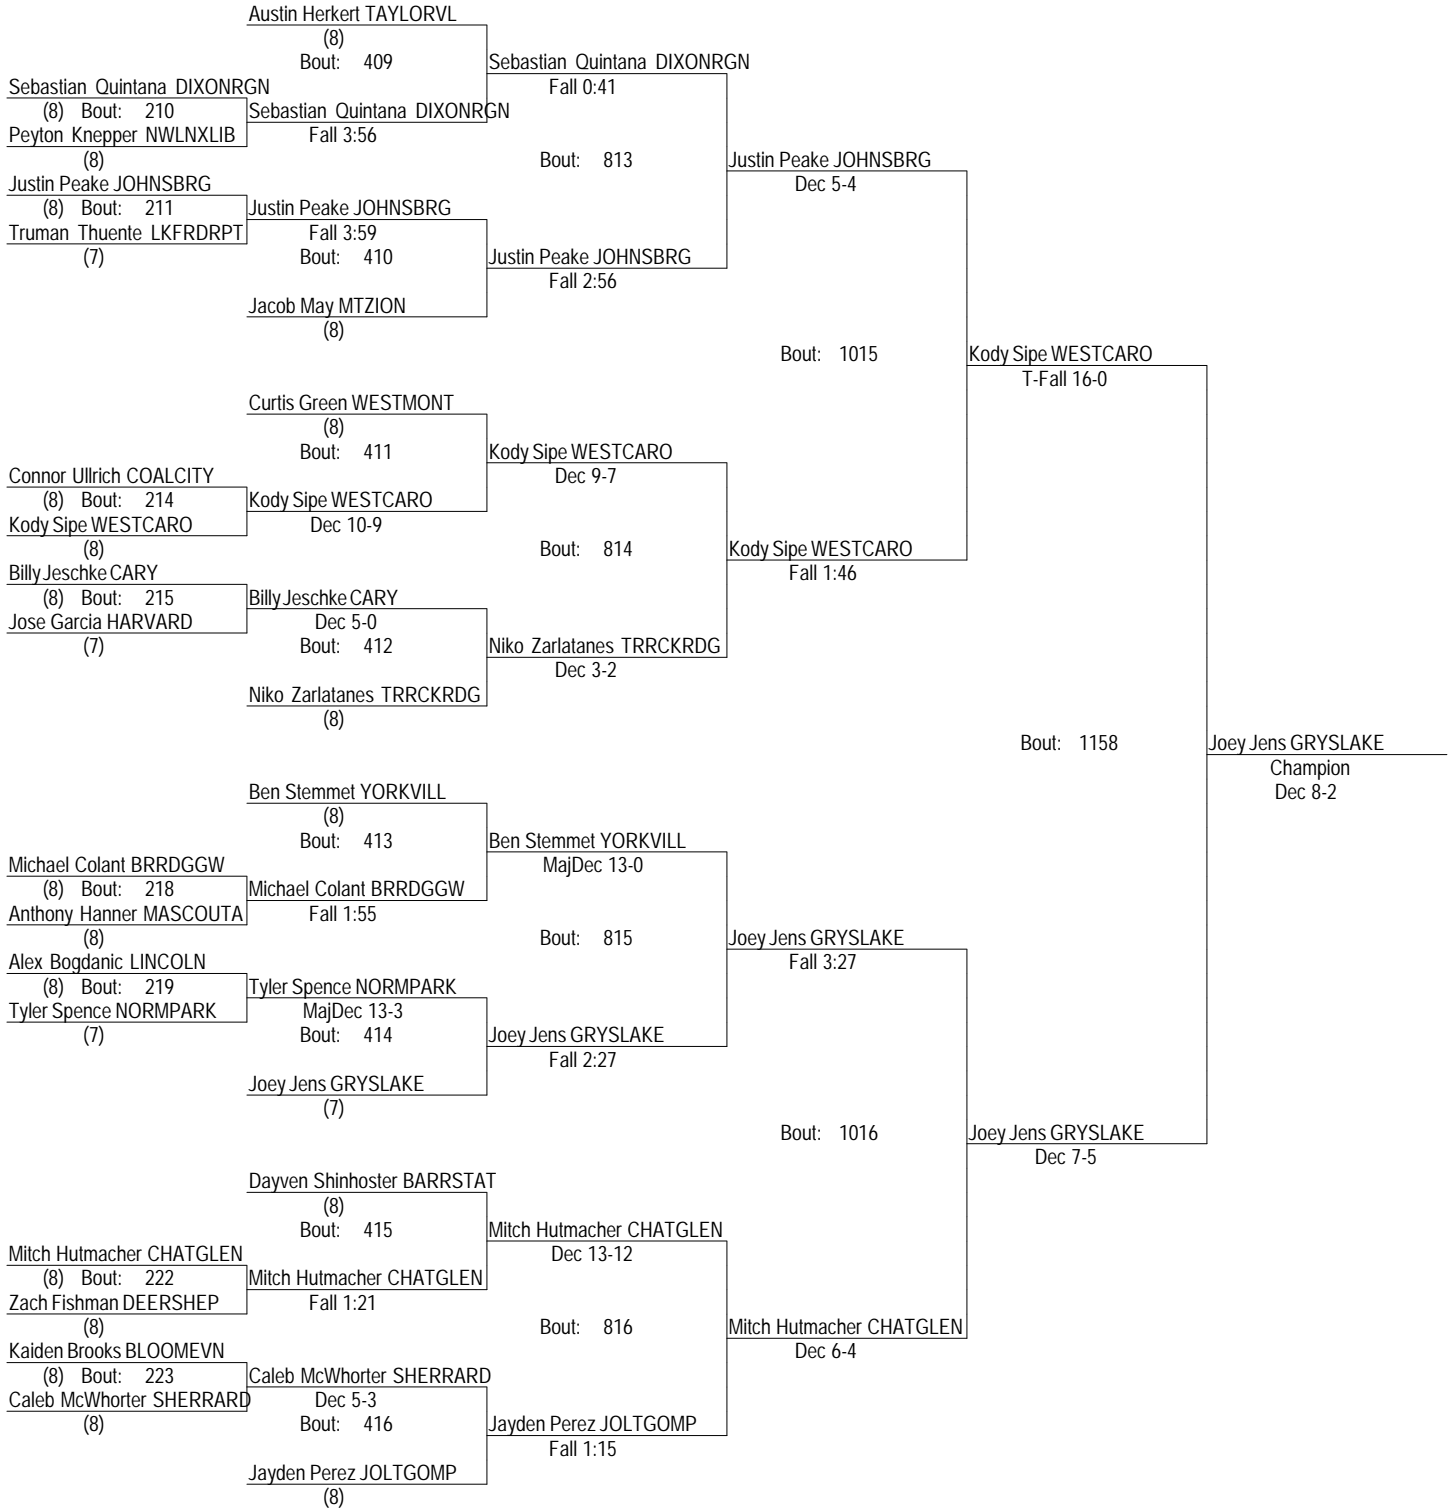 Austin Herkert TAYLORVL
(8)
Bout: 409
Sebastian Quintana DIXONRGN
Fall 0:41
Sebastian Quintana DIXONRGN
(8) Bout: 210
Sebastian Quintana DIXONRGN
Peyton Knepper NWLNXLIB
Fall 3:56
(8)
Bout: 813
Justin Peake JOHNSBRG
Dec 5-4
Justin Peake JOHNSBRG
(8) Bout: 211
Justin Peake JOHNSBRG
Truman Thuente LKFRDRPT
Fall 3:59
(7)
Bout: 410
Justin Peake JOHNSBRG
Fall 2:56
Jacob May MTZION
(8)
Bout: 1015
Kody Sipe WESTCARO
T-Fall 16-0
Curtis Green WESTMONT
(8)
Bout: 411
Kody Sipe WESTCARO
Dec 9-7
Connor Ullrich COALCITY
(8) Bout: 214
Kody Sipe WESTCARO
Kody Sipe WESTCARO
Dec 10-9
(8)
Bout: 814
Kody Sipe WESTCARO
Fall 1:46
Billy Jeschke CARY
(8) Bout: 215
Billy Jeschke CARY
Jose Garcia HARVARD
Dec 5-0
(7)
Bout: 412
Niko Zarlatanes TRRCKRDG
Dec 3-2
Niko Zarlatanes TRRCKRDG
(8)
Bout: 1158
Joey Jens GRYSLAKE
Champion
Dec 8-2
Ben Stemmet YORKVILL
(8)
Bout: 413
Ben Stemmet YORKVILL
MajDec 13-0
Michael Colant BRRDGGW
(8) Bout: 218
Michael Colant BRRDGGW
Anthony Hanner MASCOUTA
Fall 1:55
(8)
Bout: 815
Joey Jens GRYSLAKE
Fall 3:27
Alex Bogdanic LINCOLN
(8) Bout: 219
Tyler Spence NORMPARK
Tyler Spence NORMPARK
MajDec 13-3
(7)
Bout: 414
Joey Jens GRYSLAKE
Fall 2:27
Joey Jens GRYSLAKE
(7)
Bout: 1016
Joey Jens GRYSLAKE
Dec 7-5
Dayven Shinhoster BARRSTAT
(8)
Bout: 415
Mitch Hutmacher CHATGLEN
Dec 13-12
Mitch Hutmacher CHATGLEN
(8) Bout: 222
Mitch Hutmacher CHATGLEN
Zach Fishman DEERSHEP
Fall 1:21
(8)
Bout: 816
Mitch Hutmacher CHATGLEN
Dec 6-4
Kaiden Brooks BLOOMEVN
(8) Bout: 223
Caleb McWhorter SHERRARD
Caleb McWhorter SHERRARD
Dec 5-3
(8)
Bout: 416
Jayden Perez JOLTGOMP
Fall 1:15
Jayden Perez JOLTGOMP
(8)